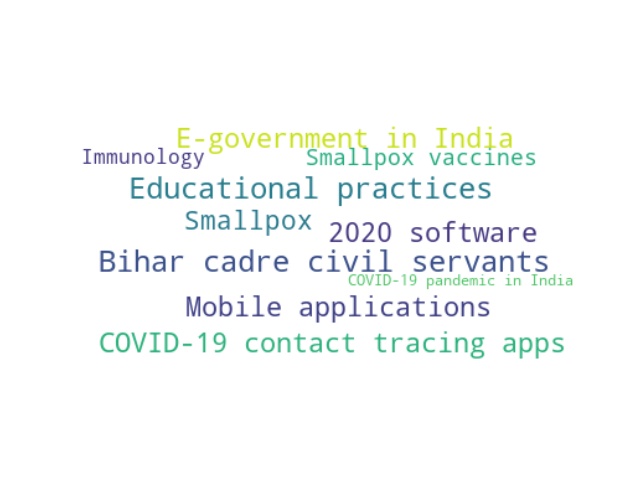 E-government in India
Immunology
Smallpox vaccines
Educational practices
Smallpox
2020 software
Bihar cadre civil servants
COVID-19 pandemic in India
Mobile applications
COVID-19 contact tracing apps